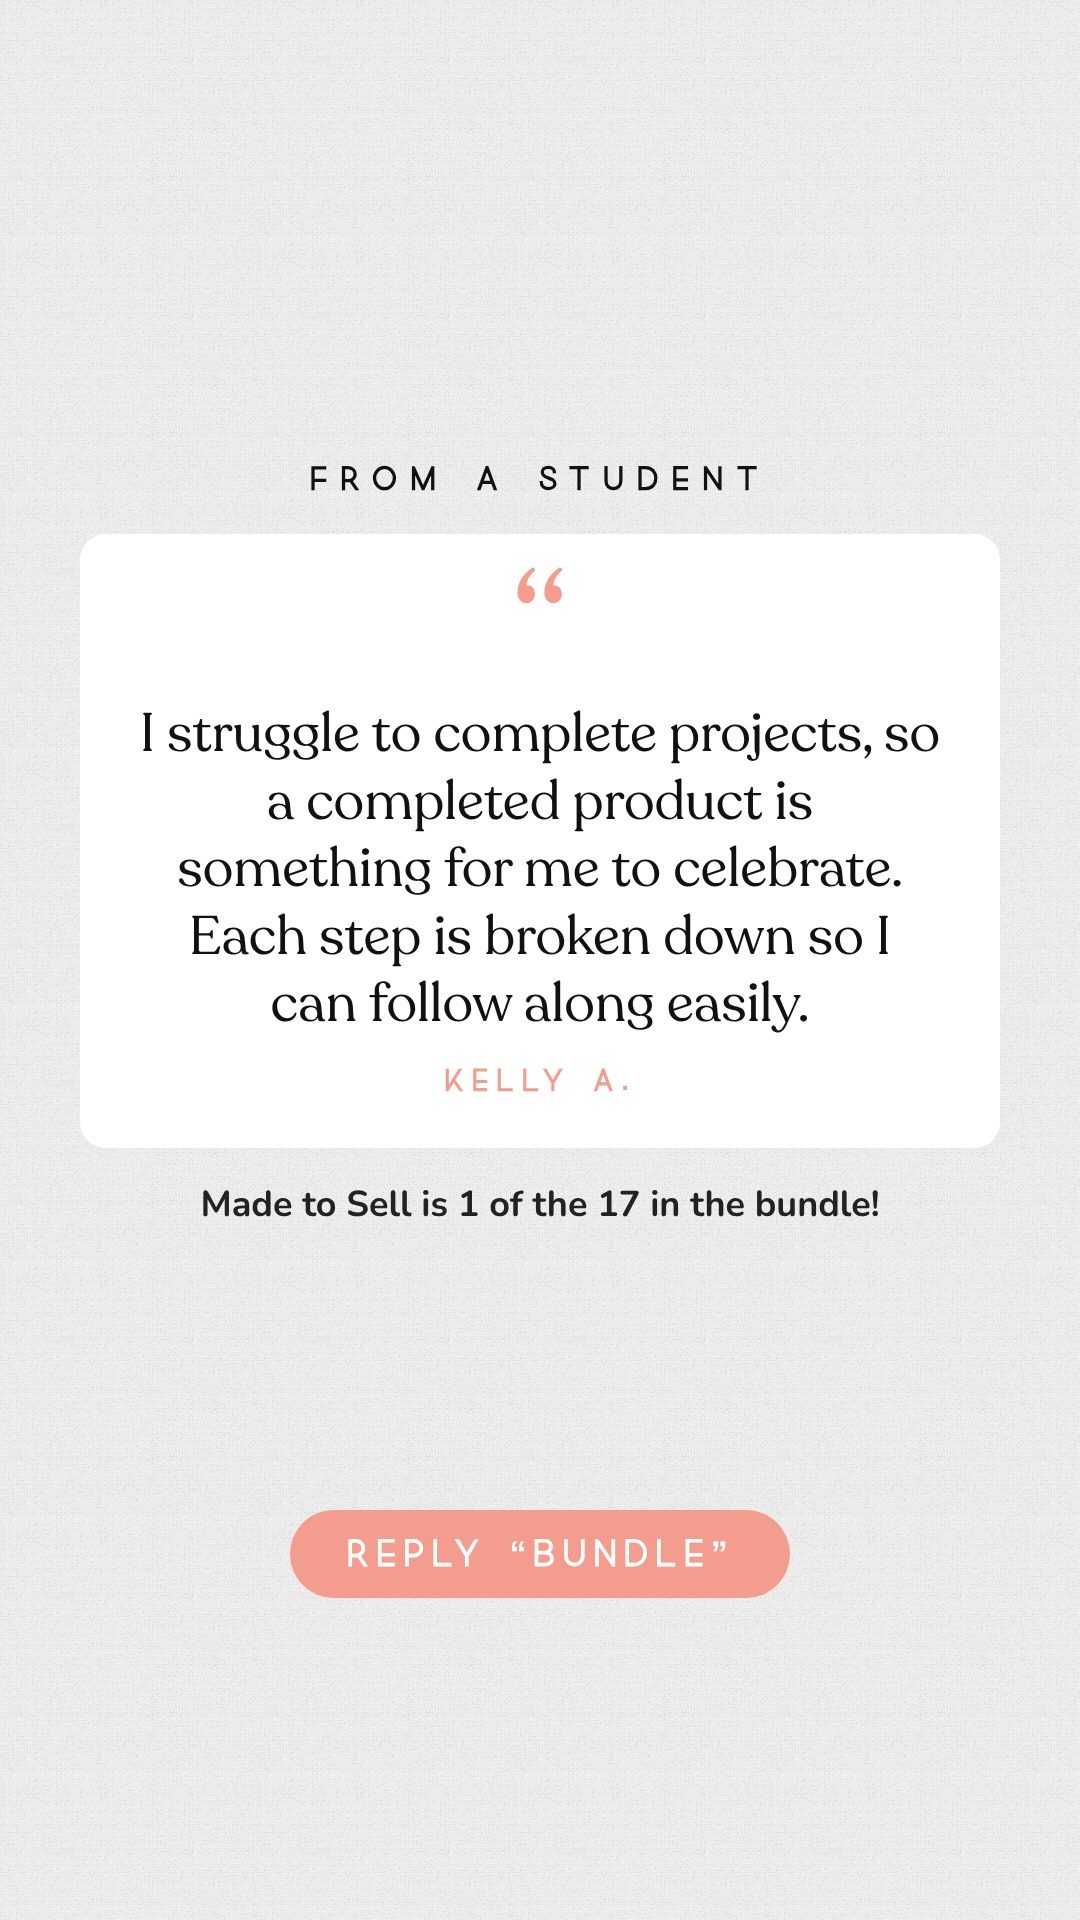 FROM A STUDENT
“
I struggle to complete projects, so
a completed product is
something for me to celebrate.
Each step is broken down so I
can follow along easily.
KELLY A.
Made to Sell is 1 of the 17 in the bundle!
REPLY “BUNDLE”